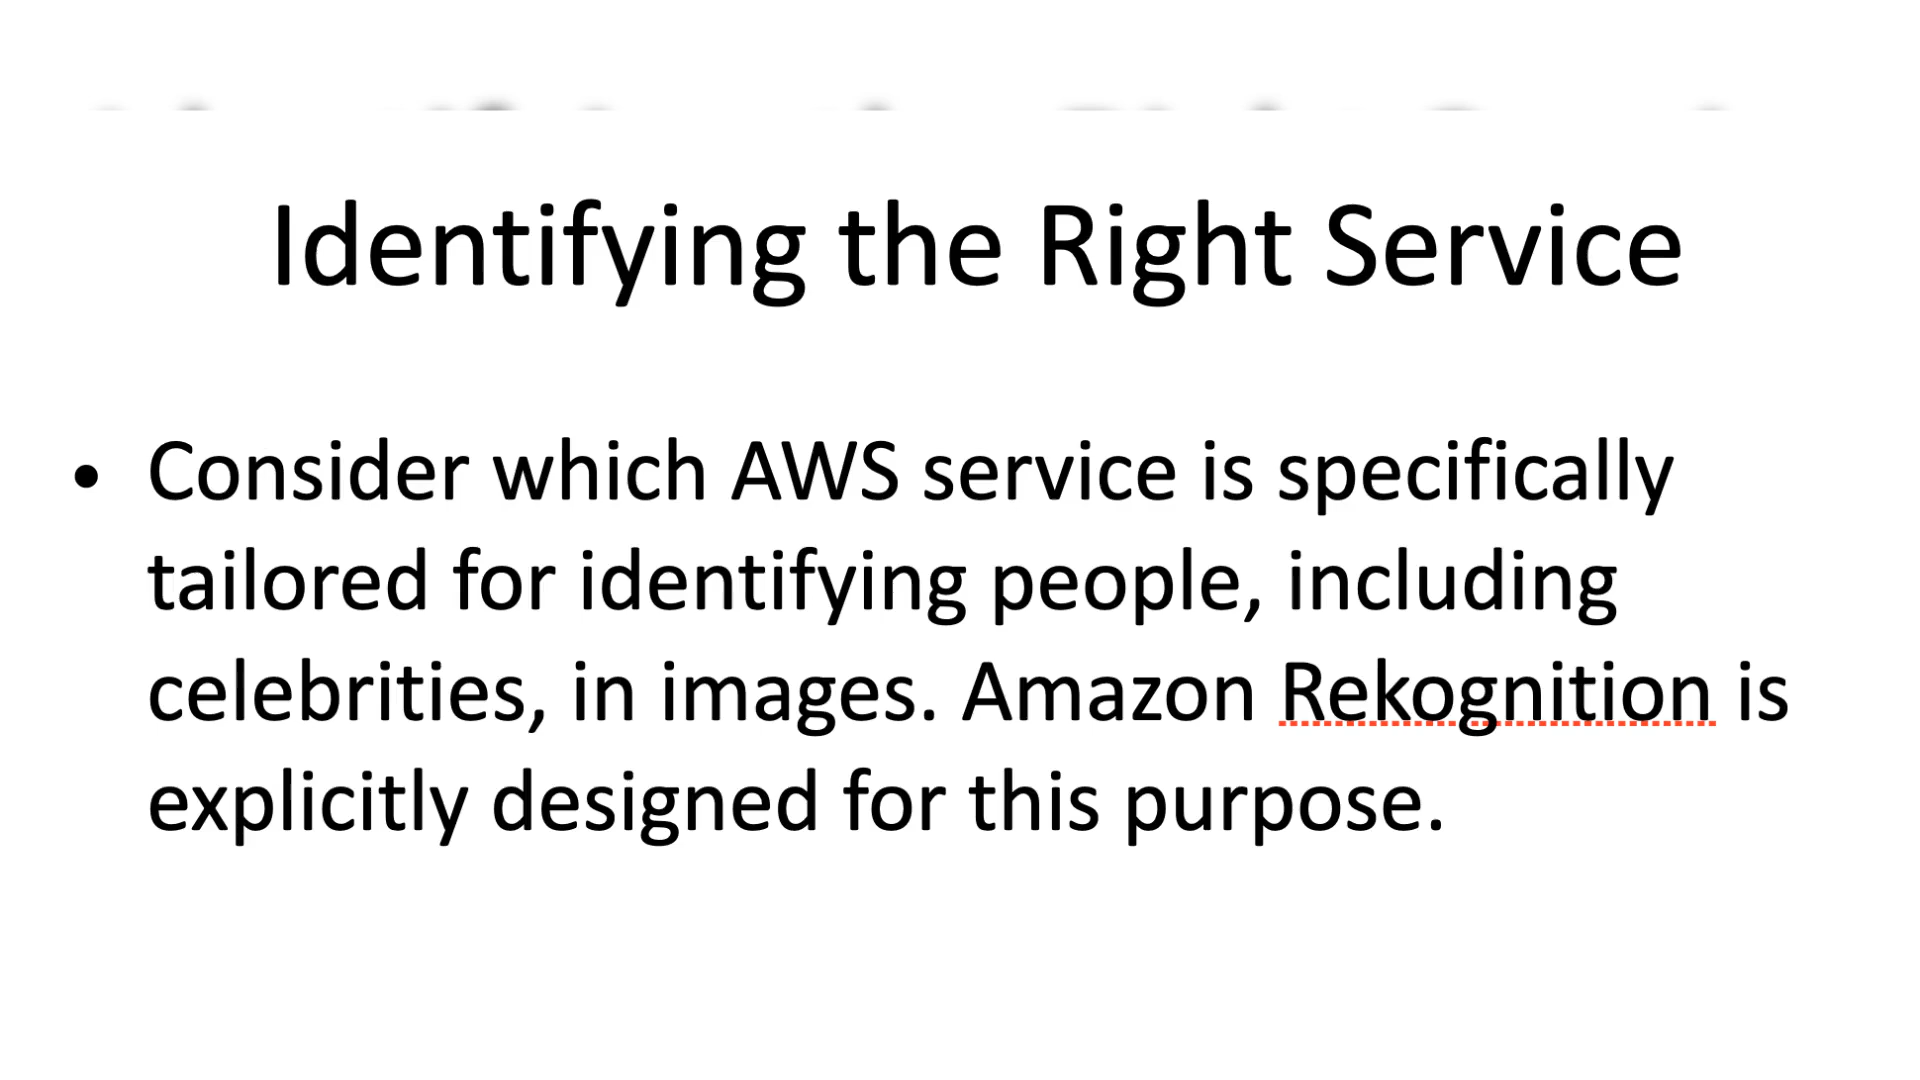 Identifying the Right Service
• Consider which AWS service is specifically
tailored for identifying people, including
celebrities, in images. Amazon Rekognition is
explicitly designed for this purpose.